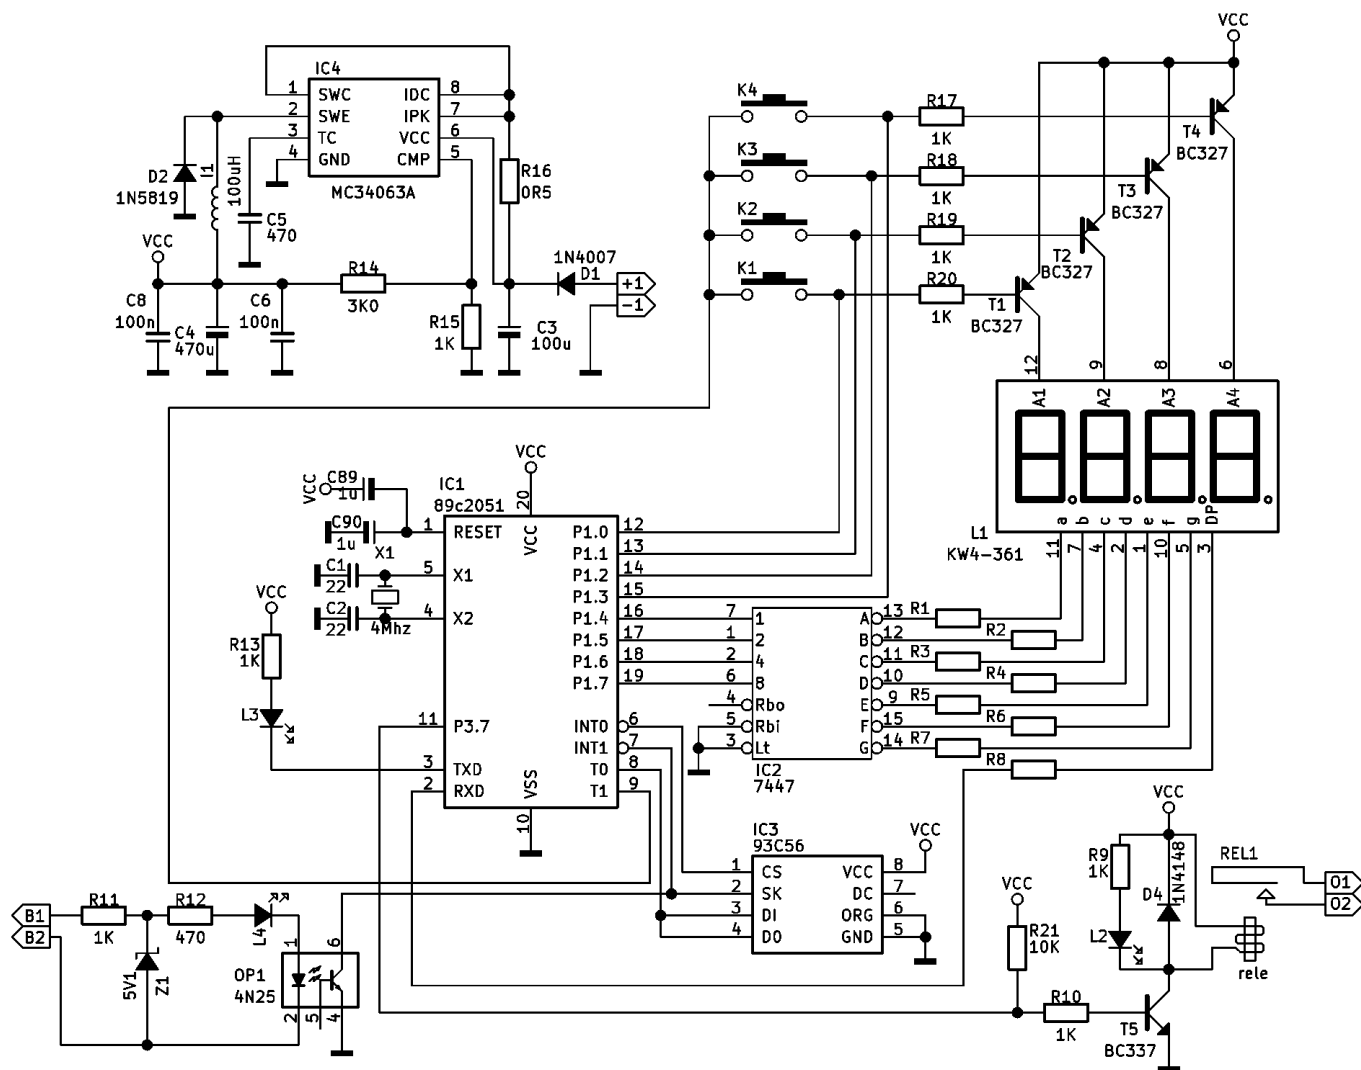 VCC
IC4
1 SWC IDC 8
2 SWE IPK 7
3 TC VCC 6
4 GND CMP 5
MC34063A
D2
1N5819
I1
100uH
C5
470
R16
0R5
VCC
R14
3K0
1N4007
D1
+1
-1
C8
100n
C4
470u
C6
100n
R15
1K
C3
100u
K4
K3
K2
K1
R17
1K
R18
1K
R19
1K
R20
1K
T4
BC327
T3
BC327
T2
BC327
T1
BC327
12 9 8 6
A1 A2 A3 A4
a b c d e f g DP
L1
KW4-361
11 7 4 2 1 10 5 3
VCC
VCC
C89
1u
C90
1u
X1
C1
22
C2
22
4Mhz
IC1
89c2051
20
VCC
1 RESET P1.0 12
P1.1 13
5 X1 P1.2 14
P1.3 15
4 X2 P1.4 16
P1.5 17
P1.6 18
P1.7 19
11 P3.7 INT0 6
INT1 7
3 TXD T0 8
2 RXD T1 9
VSS
10
VCC
R13
1K
L3
7 1 A 13 R1
1 2 B 12 R2
2 4 C 11 R3
6 8 D 10 R4
4 Rbo E 9 R5
5 Rbi F 15 R6
3 Lt G 14 R7
R8
IC2
7447
IC3
93C56
VCC
1 CS VCC 8
2 SK DC 7
3 DI ORG 6
4 DO GND 5
VCC
R9
1K
D4
1N4148
L2
REL1
O1
O2
rele
VCC
R21
10K
R10
1K
T5
BC337
B1
B2
R11
1K
R12
470
L4
5V1
Z1
OP1
4N25
1 6
2 5 4